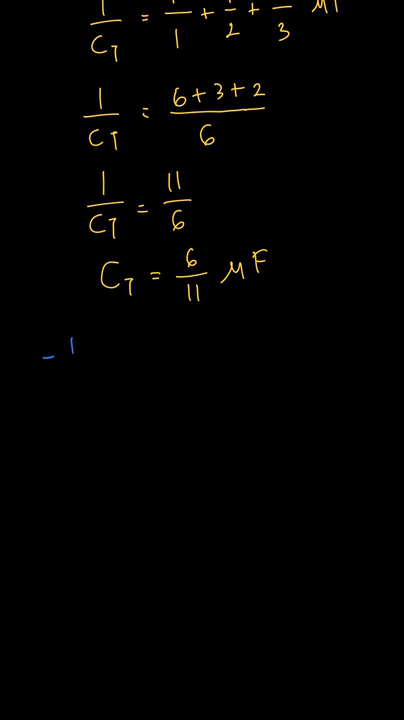 1/C_T = 1/1 + 1/2 + 1/3 μF
1/C_T = (6+3+2)/6
1/C_T = 11/6
C_T = 6/11 μF